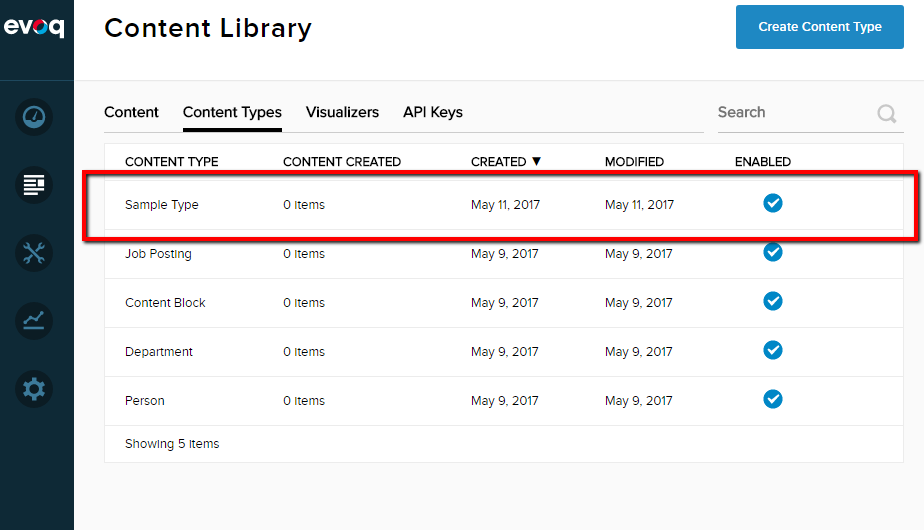 evoq
Content Library
Create Content Type
Content Content Types Visualizers API Keys Search
CONTENT TYPE CONTENT CREATED CREATED ▼ MODIFIED ENABLED
Sample Type 0 Items May 11, 2017 May 11, 2017
Job Posting 0 Items May 9, 2017 May 9, 2017
Content Block 0 Items May 9, 2017 May 9, 2017
Department 0 Items May 9, 2017 May 9, 2017
Person 0 Items May 9, 2017 May 9, 2017
Showing 5 Items